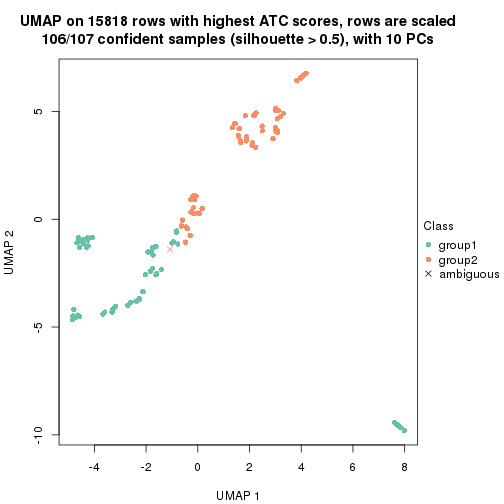 UMAP on 15818 rows with highest ATC scores, rows are scaled
106/107 confident samples (silhouette > 0.5), with 10 PCs
5
0
-5
-10
UMAP 2
-4
-2
0
2
4
6
8
UMAP 1
Class
group1
group2
ambiguous